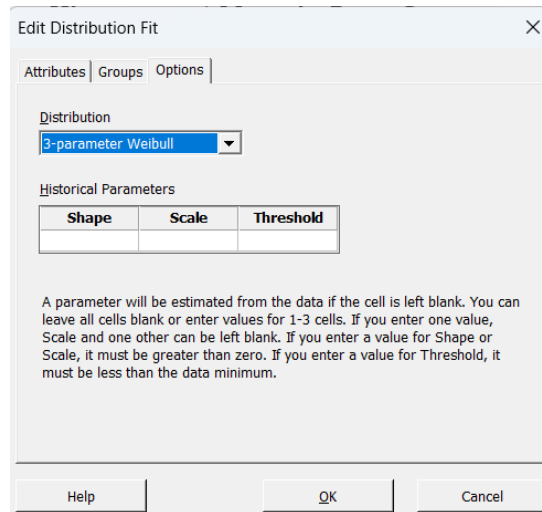 Edit Distribution Fit
Attributes Groups Options
Distribution
3-parameter Weibull
Historical Parameters
Shape Scale Threshold
A parameter will be estimated from the data if the cell is left blank. You can
leave all cells blank or enter values for 1-3 cells. If you enter one value,
Scale and one other can be left blank. If you enter a value for Shape or
Scale, it must be greater than zero. If you enter a value for Threshold, it
must be less than the data minimum.
Help OK Cancel